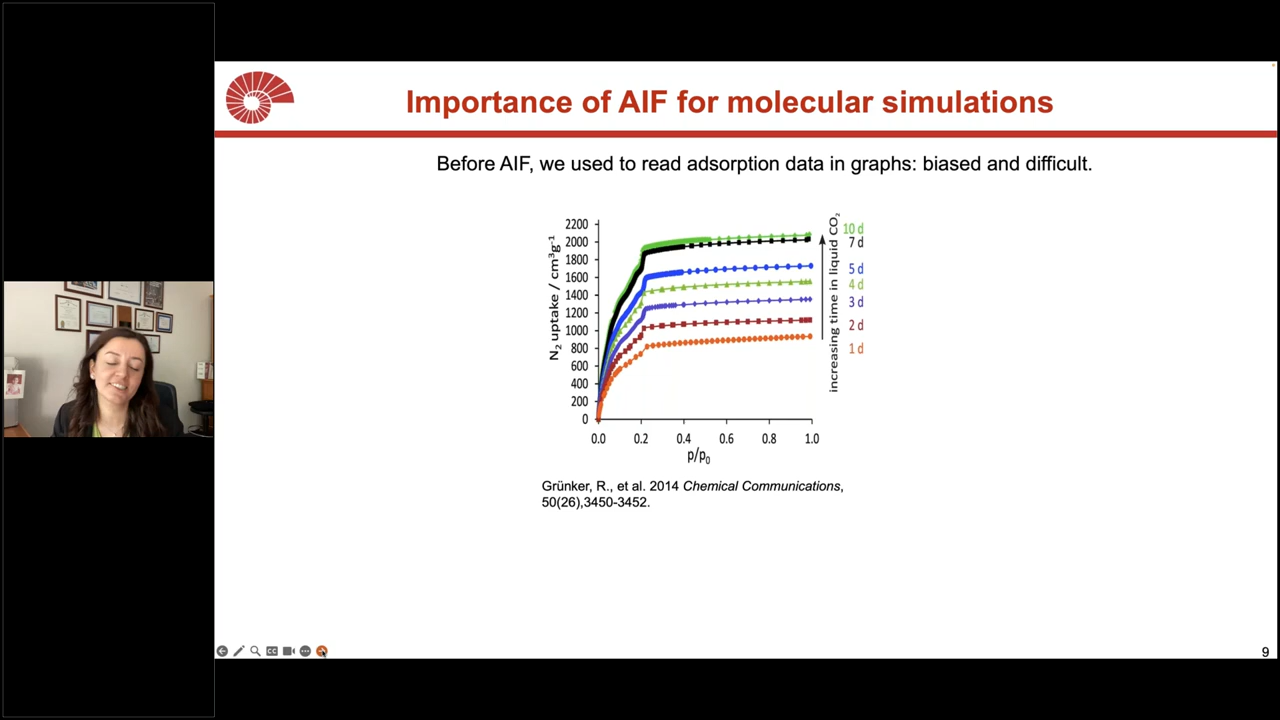 Importance of AIF for molecular simulations
Before AIF, we used to read adsorption data in graphs: biased and difficult.
N₂ uptake / cm³g⁻¹
2200
2000
1800
1600
1400
1200
1000
800
600
400
200
0
0.0 0.2 0.4 0.6 0.8 1.0
p/p₀
increasing time in liquid CO₂
10 d
7 d
5 d
4 d
3 d
2 d
1 d
Grünker, R., et al. 2014 Chemical Communications,
50(26),3450-3452.
CC
9